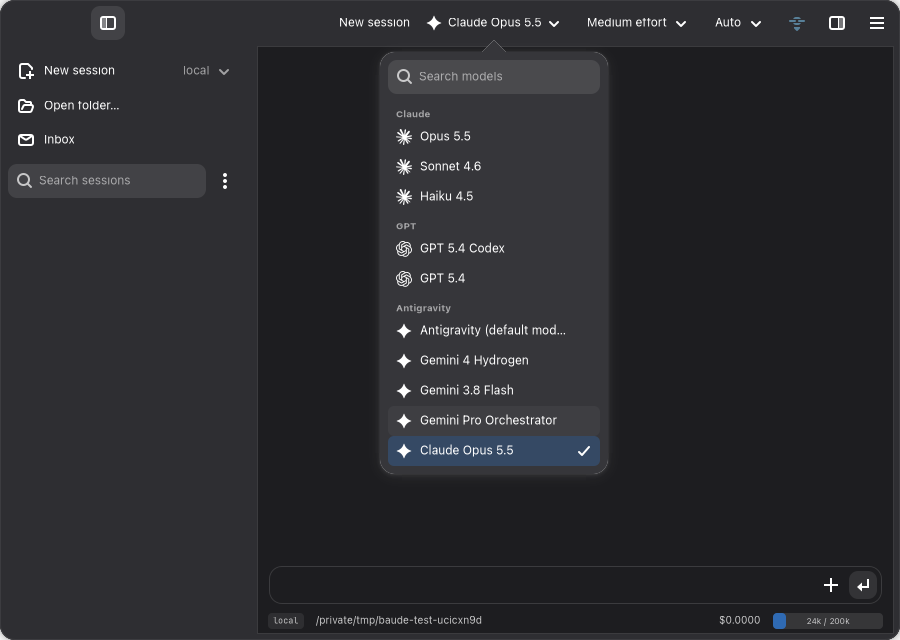 New session
Claude Opus 5.5
Medium effort
Auto
New session
local
Open folder...
Inbox
Search sessions
Search models
Claude
Opus 5.5
Sonnet 4.6
Haiku 4.5
GPT
GPT 5.4 Codex
GPT 5.4
Antigravity
Antigravity (default mod...
Gemini 4 Hydrogen
Gemini 3.8 Flash
Gemini Pro Orchestrator
Claude Opus 5.5
local
/private/tmp/baude-test-ucicxn9d
$0.0000
24k / 200k